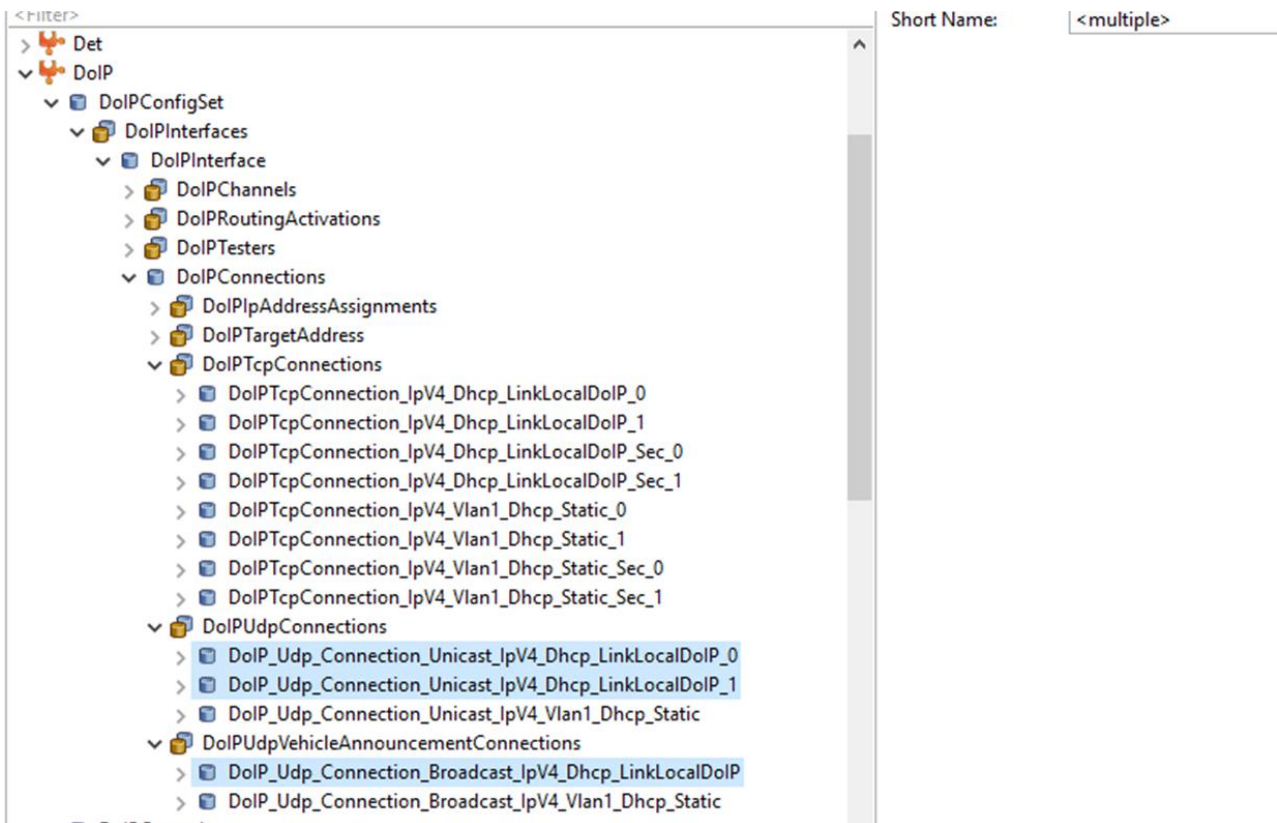 <Filter>
Short Name: <multiple>
Det
DoIP
DoIPConfigSet
DoIPInterfaces
DoIPInterface
DoIPChannels
DoIPRoutingActivations
DoIPTesters
DoIPConnections
DoIPIpAddressAssignments
DoIPTargetAddress
DoIPTcpConnections
DoIPTcpConnection_IpV4_Dhcp_LinkLocalDoIP_0
DoIPTcpConnection_IpV4_Dhcp_LinkLocalDoIP_1
DoIPTcpConnection_IpV4_Dhcp_LinkLocalDoIP_Sec_0
DoIPTcpConnection_IpV4_Dhcp_LinkLocalDoIP_Sec_1
DoIPTcpConnection_IpV4_Vlan1_Dhcp_Static_0
DoIPTcpConnection_IpV4_Vlan1_Dhcp_Static_1
DoIPTcpConnection_IpV4_Vlan1_Dhcp_Static_Sec_0
DoIPTcpConnection_IpV4_Vlan1_Dhcp_Static_Sec_1
DoIPUdpConnections
DoIP_Udp_Connection_Unicast_IpV4_Dhcp_LinkLocalDoIP_0
DoIP_Udp_Connection_Unicast_IpV4_Dhcp_LinkLocalDoIP_1
DoIP_Udp_Connection_Unicast_IpV4_Vlan1_Dhcp_Static
DoIPUdpVehicleAnnouncementConnections
DoIP_Udp_Connection_Broadcast_IpV4_Dhcp_LinkLocalDoIP
DoIP_Udp_Connection_Broadcast_IpV4_Vlan1_Dhcp_Static